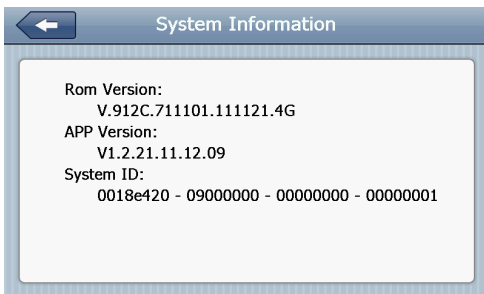 System Information
Rom Version:
V.912C.711101.111121.4G
APP Version:
V1.2.21.11.12.09
System ID:
0018e420 - 09000000 - 00000000 - 00000001